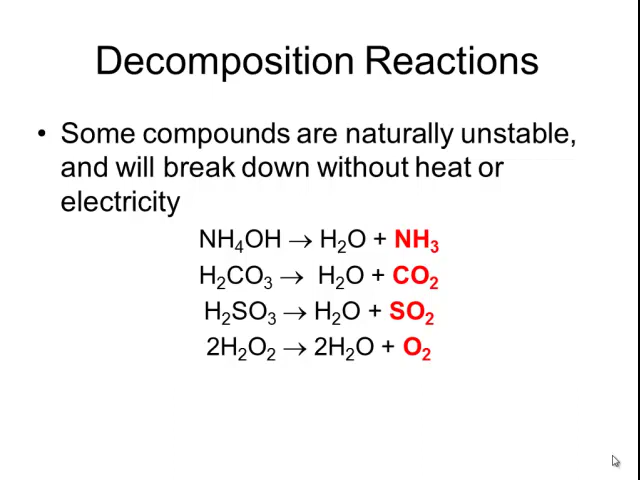 Decomposition Reactions
• Some compounds are naturally unstable,
and will break down without heat or
electricity
NH₄OH → H₂O + NH₃
H₂CO₃ → H₂O + CO₂
H₂SO₃ → H₂O + SO₂
2H₂O₂ → 2H₂O + O₂